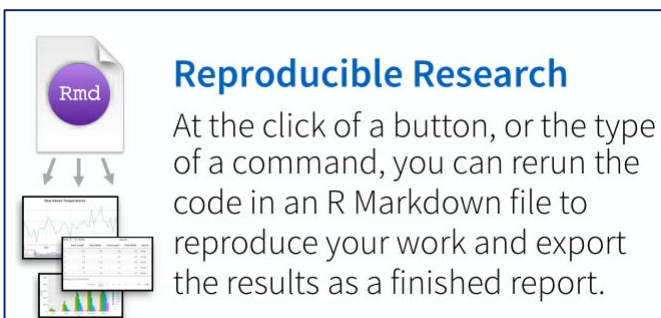 Rmd
Reproducible Research
At the click of a button, or the type
of a command, you can rerun the
code in an R Markdown file to
reproduce your work and export
the results as a finished report.